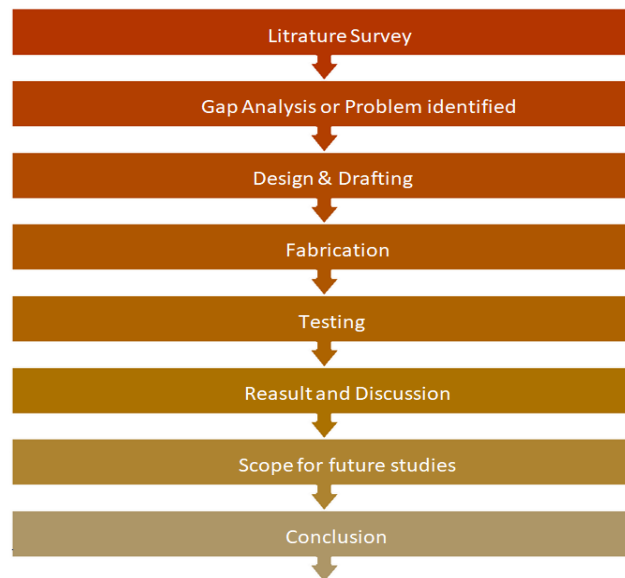 Litrature Survey
Gap Analysis or Problem identified
Design & Drafting
Fabrication
Testing
Reasult and Discussion
Scope for future studies
Conclusion